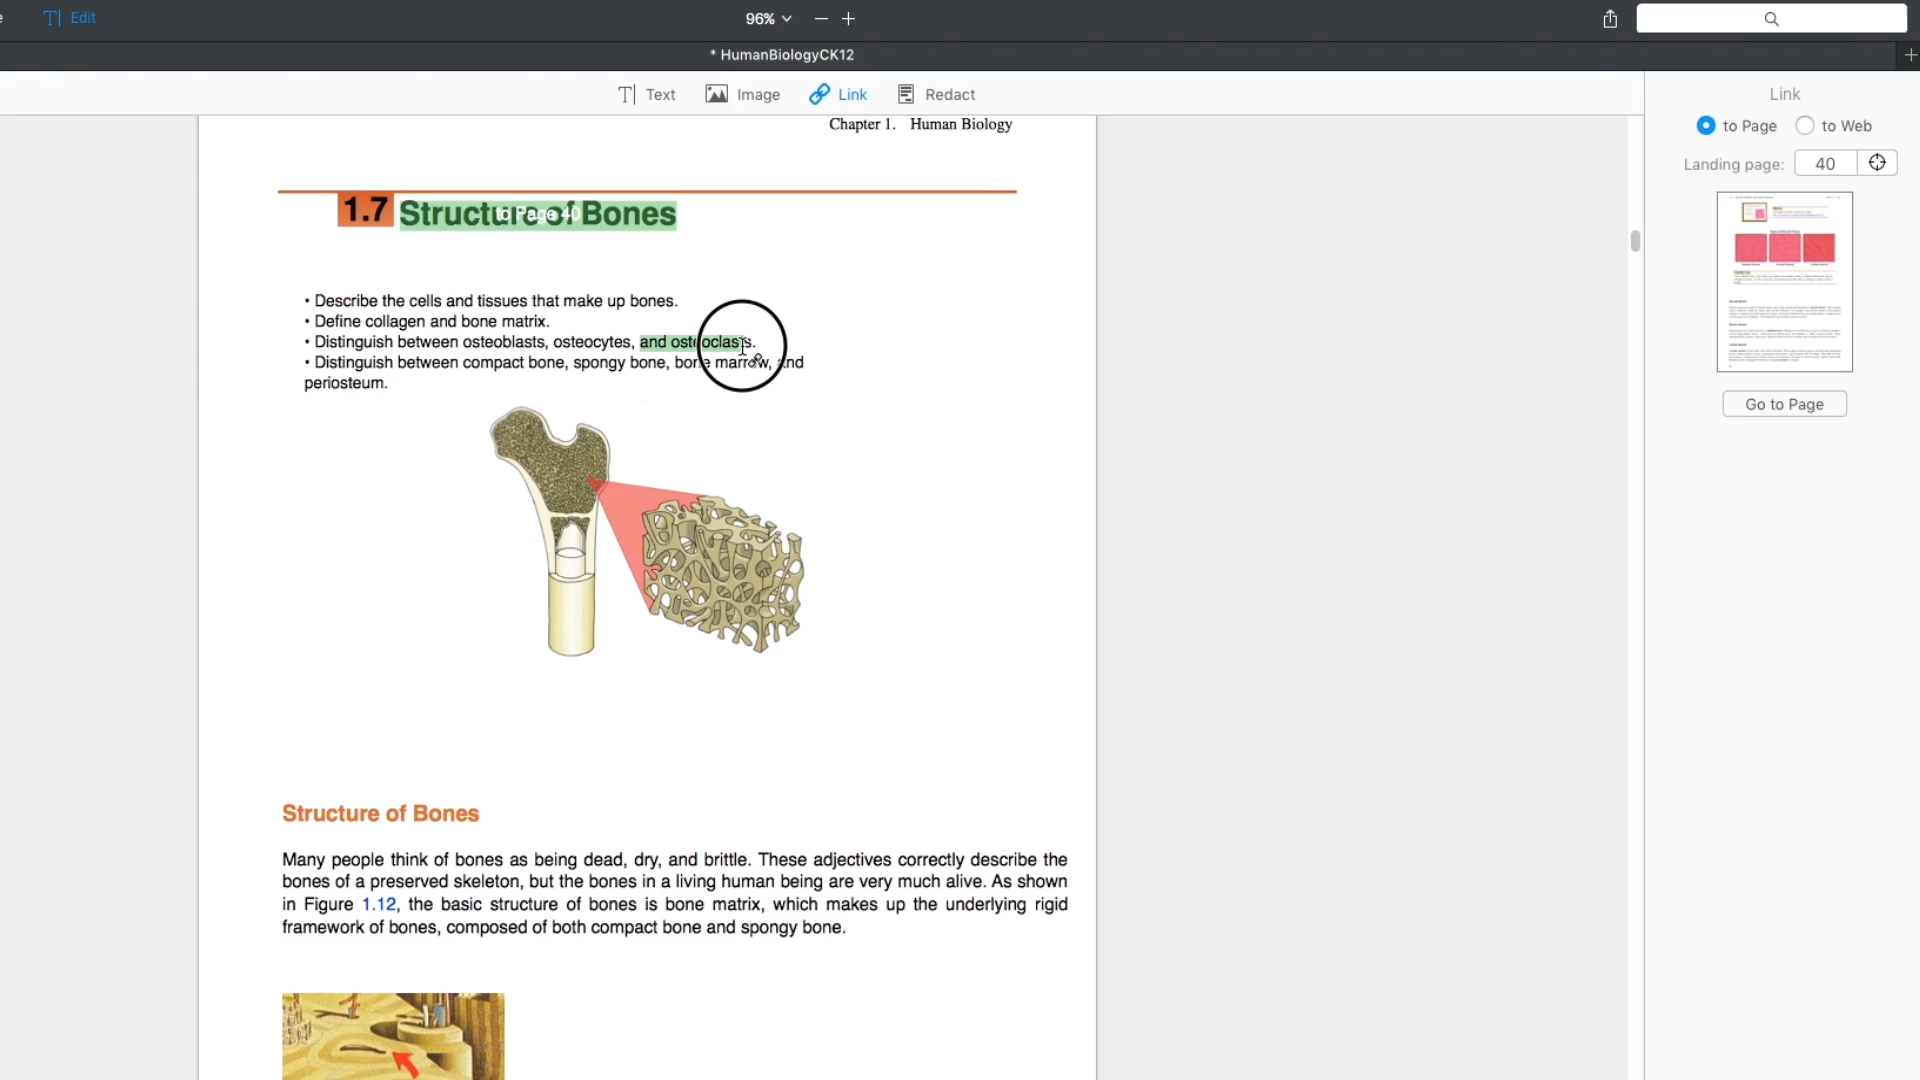 Edit
96%
* HumanBiologyCK12
Text
Image
Link
Redact
Link
to Page
to Web
Landing page:
40
Go to Page
Chapter 1. Human Biology
1.7
Structure of Bones
to Page 40
• Describe the cells and tissues that make up bones.
• Define collagen and bone matrix.
• Distinguish between osteoblasts, osteocytes, and osteoclasts.
• Distinguish between compact bone, spongy bone, bone marrow, and
periosteum.
Structure of Bones
Many people think of bones as being dead, dry, and brittle. These adjectives correctly describe the
bones of a preserved skeleton, but the bones in a living human being are very much alive. As shown
in Figure 1.12, the basic structure of bones is bone matrix, which makes up the underlying rigid
framework of bones, composed of both compact bone and spongy bone.